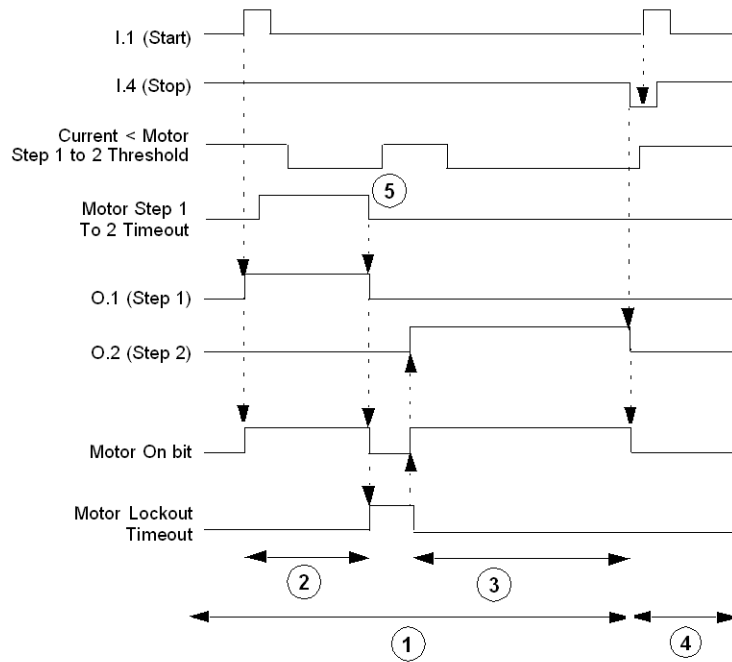 I.1 (Start)
I.4 (Stop)
Current < Motor
Step 1 to 2 Threshold
5
Motor Step 1
To 2 Timeout
O.1 (Step 1)
O.2 (Step 2)
Motor On bit
Motor Lockout
Timeout
2
3
1
4